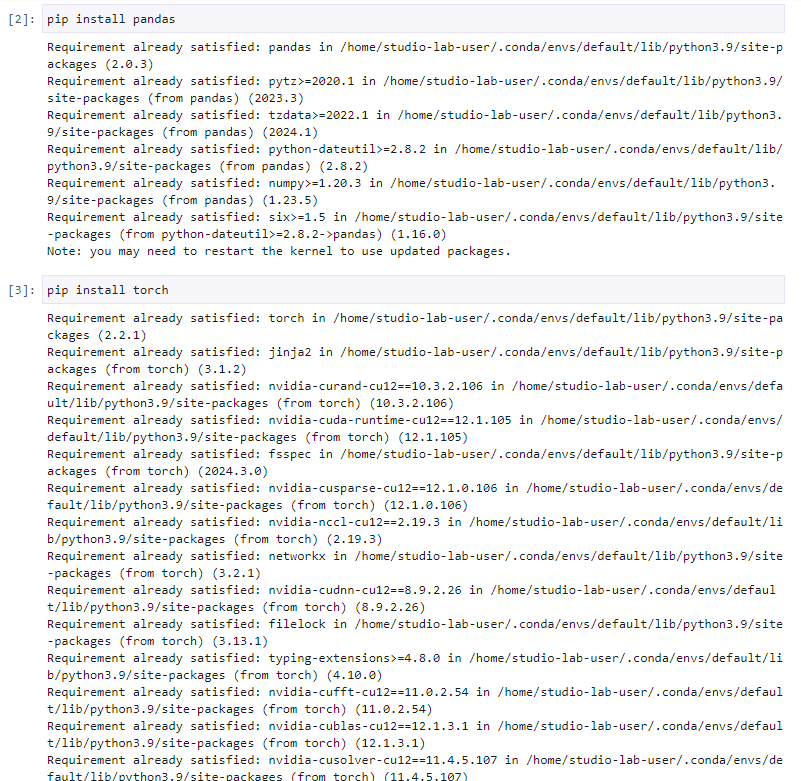 [2]: pip install pandas
Requirement already satisfied: pandas in /home/studio-lab-user/.conda/envs/default/lib/python3.9/site-p
ackages (2.0.3)
Requirement already satisfied: pytz>=2020.1 in /home/studio-lab-user/.conda/envs/default/lib/python3.9/
site-packages (from pandas) (2023.3)
Requirement already satisfied: tzdata>=2022.1 in /home/studio-lab-user/.conda/envs/default/lib/python3.
9/site-packages (from pandas) (2024.1)
Requirement already satisfied: python-dateutil>=2.8.2 in /home/studio-lab-user/.conda/envs/default/lib/
python3.9/site-packages (from pandas) (2.8.2)
Requirement already satisfied: numpy>=1.20.3 in /home/studio-lab-user/.conda/envs/default/lib/python3.
9/site-packages (from pandas) (1.23.5)
Requirement already satisfied: six>=1.5 in /home/studio-lab-user/.conda/envs/default/lib/python3.9/site
-packages (from python-dateutil>=2.8.2->pandas) (1.16.0)
Note: you may need to restart the kernel to use updated packages.
[3]: pip install torch
Requirement already satisfied: torch in /home/studio-lab-user/.conda/envs/default/lib/python3.9/site-pa
ckages (2.2.1)
Requirement already satisfied: jinja2 in /home/studio-lab-user/.conda/envs/default/lib/python3.9/site-p
ackages (from torch) (3.1.2)
Requirement already satisfied: nvidia-curand-cu12==10.3.2.106 in /home/studio-lab-user/.conda/envs/defa
ult/lib/python3.9/site-packages (from torch) (10.3.2.106)
Requirement already satisfied: nvidia-cuda-runtime-cu12==12.1.105 in /home/studio-lab-user/.conda/envs/
default/lib/python3.9/site-packages (from torch) (12.1.105)
Requirement already satisfied: fsspec in /home/studio-lab-user/.conda/envs/default/lib/python3.9/site-p
ackages (from torch) (2024.3.0)
Requirement already satisfied: nvidia-cusparse-cu12==12.1.0.106 in /home/studio-lab-user/.conda/envs/de
fault/lib/python3.9/site-packages (from torch) (12.1.0.106)
Requirement already satisfied: nvidia-nccl-cu12==2.19.3 in /home/studio-lab-user/.conda/envs/default/li
b/python3.9/site-packages (from torch) (2.19.3)
Requirement already satisfied: networkx in /home/studio-lab-user/.conda/envs/default/lib/python3.9/site
-packages (from torch) (3.2.1)
Requirement already satisfied: nvidia-cudnn-cu12==8.9.2.26 in /home/studio-lab-user/.conda/envs/defaul
t/lib/python3.9/site-packages (from torch) (8.9.2.26)
Requirement already satisfied: filelock in /home/studio-lab-user/.conda/envs/default/lib/python3.9/site
-packages (from torch) (3.13.1)
Requirement already satisfied: typing-extensions>=4.8.0 in /home/studio-lab-user/.conda/envs/default/li
b/python3.9/site-packages (from torch) (4.10.0)
Requirement already satisfied: nvidia-cufft-cu12==11.0.2.54 in /home/studio-lab-user/.conda/envs/defaul
t/lib/python3.9/site-packages (from torch) (11.0.2.54)
Requirement already satisfied: nvidia-cublas-cu12==12.1.3.1 in /home/studio-lab-user/.conda/envs/defaul
t/lib/python3.9/site-packages (from torch) (12.1.3.1)
Requirement already satisfied: nvidia-cusolver-cu12==11.4.5.107 in /home/studio-lab-user/.conda/envs/de
fault/lib/python3.9/site-packages (from torch) (11.4.5.107)